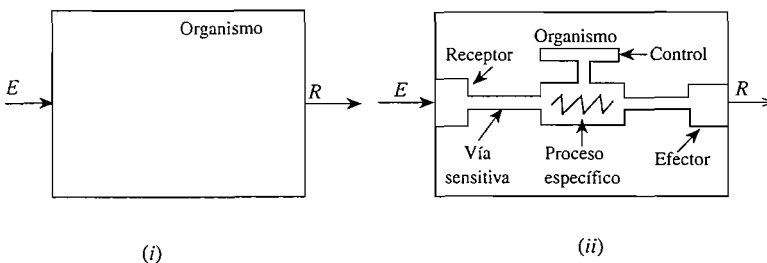 Organismo
E
R
(i)
Organismo
Receptor
Control
E
R
Vía
sensitiva
Proceso
específico
Efector
(ii)